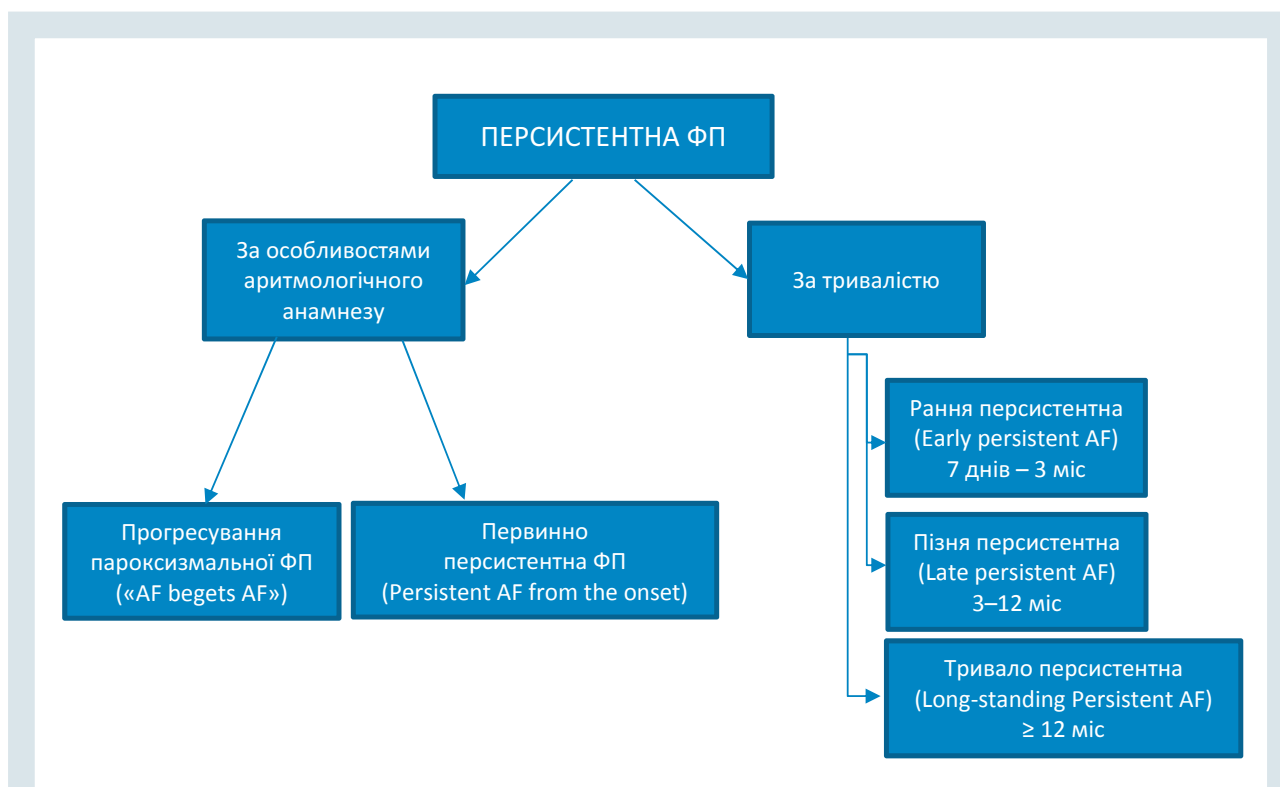 ПЕРСИСТЕНТНА ФП
За особливостями
аритмологічного
анамнезу
За тривалістю
Рання персистентна
(Early persistent AF)
7 днів – 3 міс
Прогресування
пароксизмальної ФП
(«AF begets AF»)
Первинно
персистентна ФП
(Persistent AF from the onset)
Пізня персистентна
(Late persistent AF)
3–12 міс
Тривало персистентна
(Long-standing Persistent AF)
≥ 12 міс